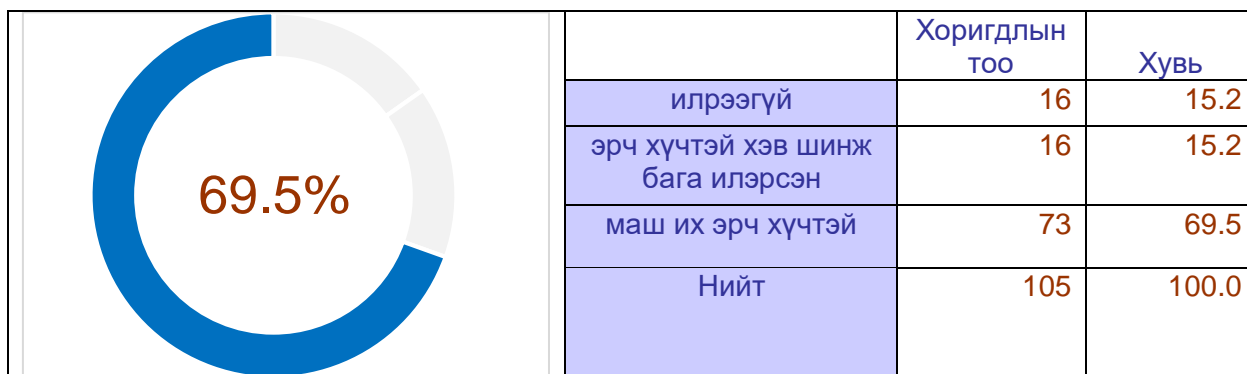 69.5%
Хоригдлын
тоо
Хувь
илрээгүй
16
15.2
эрч хүчтэй хэв шинж
бага илэрсэн
16
15.2
маш их эрч хүчтэй
73
69.5
Нийт
105
100.0